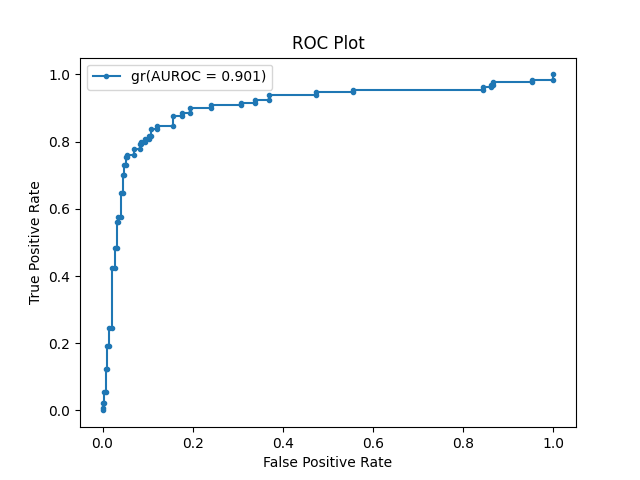 ROC Plot
gr(AUROC = 0.901)
1.0
0.8
0.6
0.4
0.2
0.0
True Positive Rate
0.0 0.2 0.4 0.6 0.8 1.0
False Positive Rate